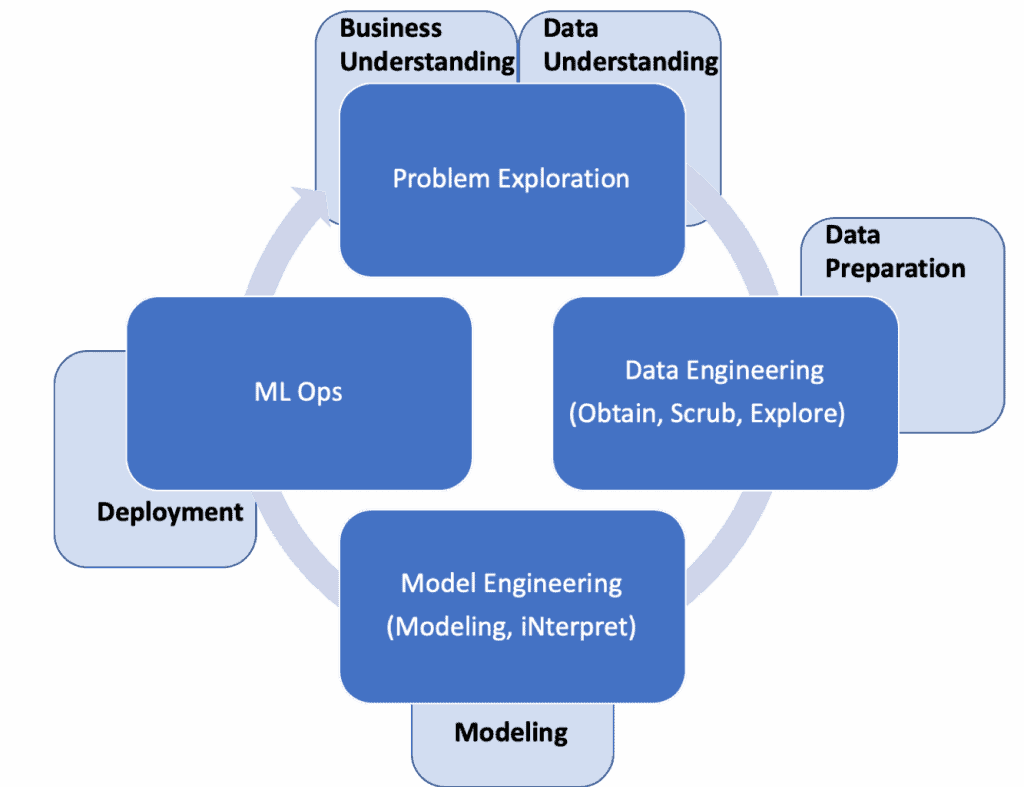 Business
Understanding
Data
Understanding
Problem Exploration
Data
Preparation
Data Engineering
(Obtain, Scrub, Explore)
ML Ops
Deployment
Model Engineering
(Modeling, iNterpret)
Modeling